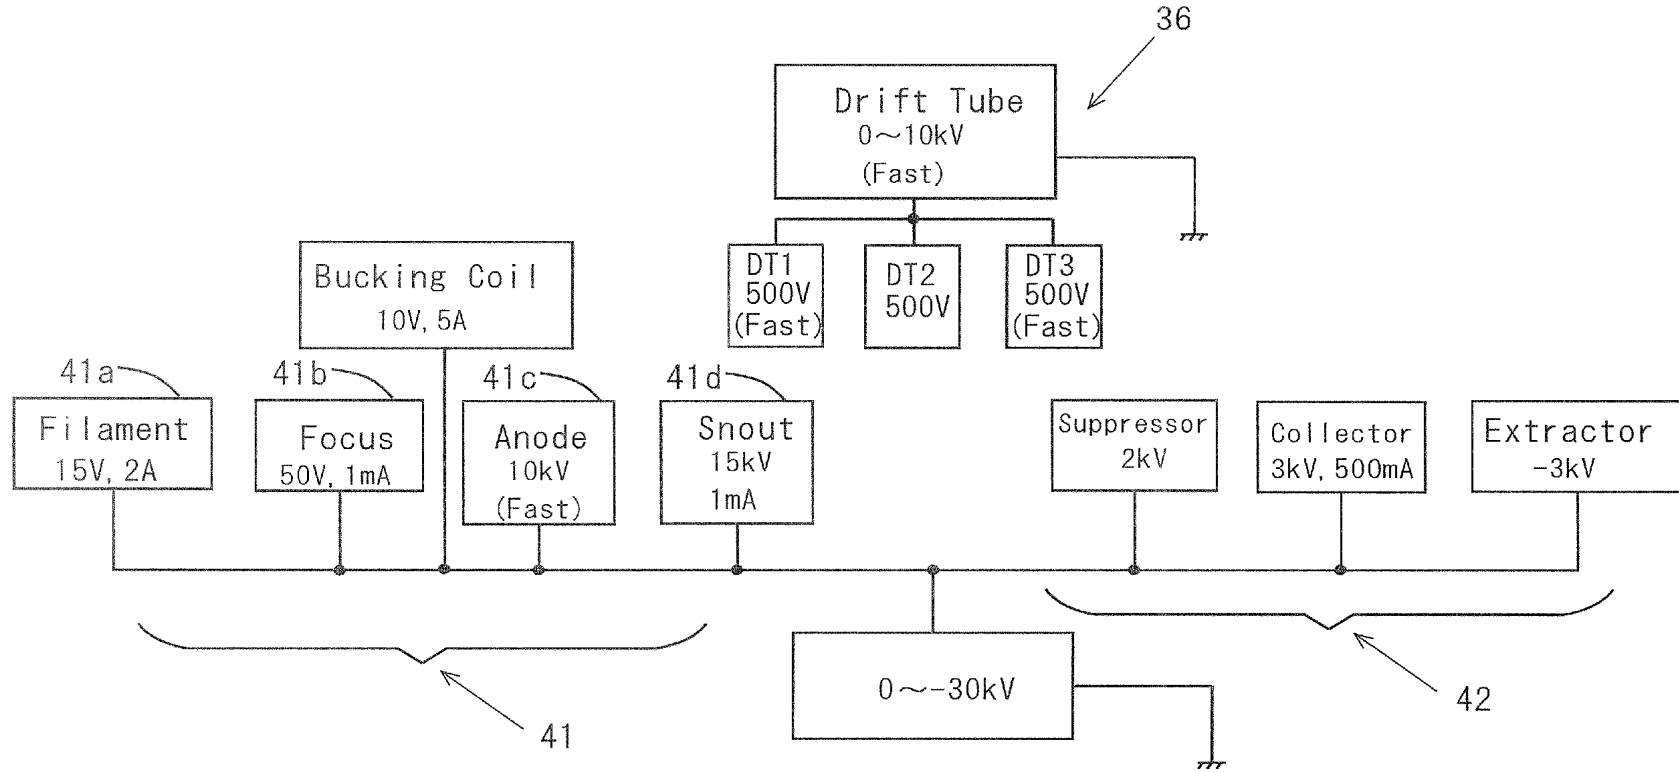 36
Drift Tube
0～10kV
(Fast)
DT1
500V
(Fast)
DT2
500V
DT3
500V
(Fast)
Bucking Coil
10V, 5A
41a
Filament
15V, 2A
41b
Focus
50V, 1mA
41c
Anode
10kV
(Fast)
41d
Snout
15kV
1mA
Suppressor
2kV
Collector
3kV, 500mA
Extractor
-3kV
0～-30kV
41
42